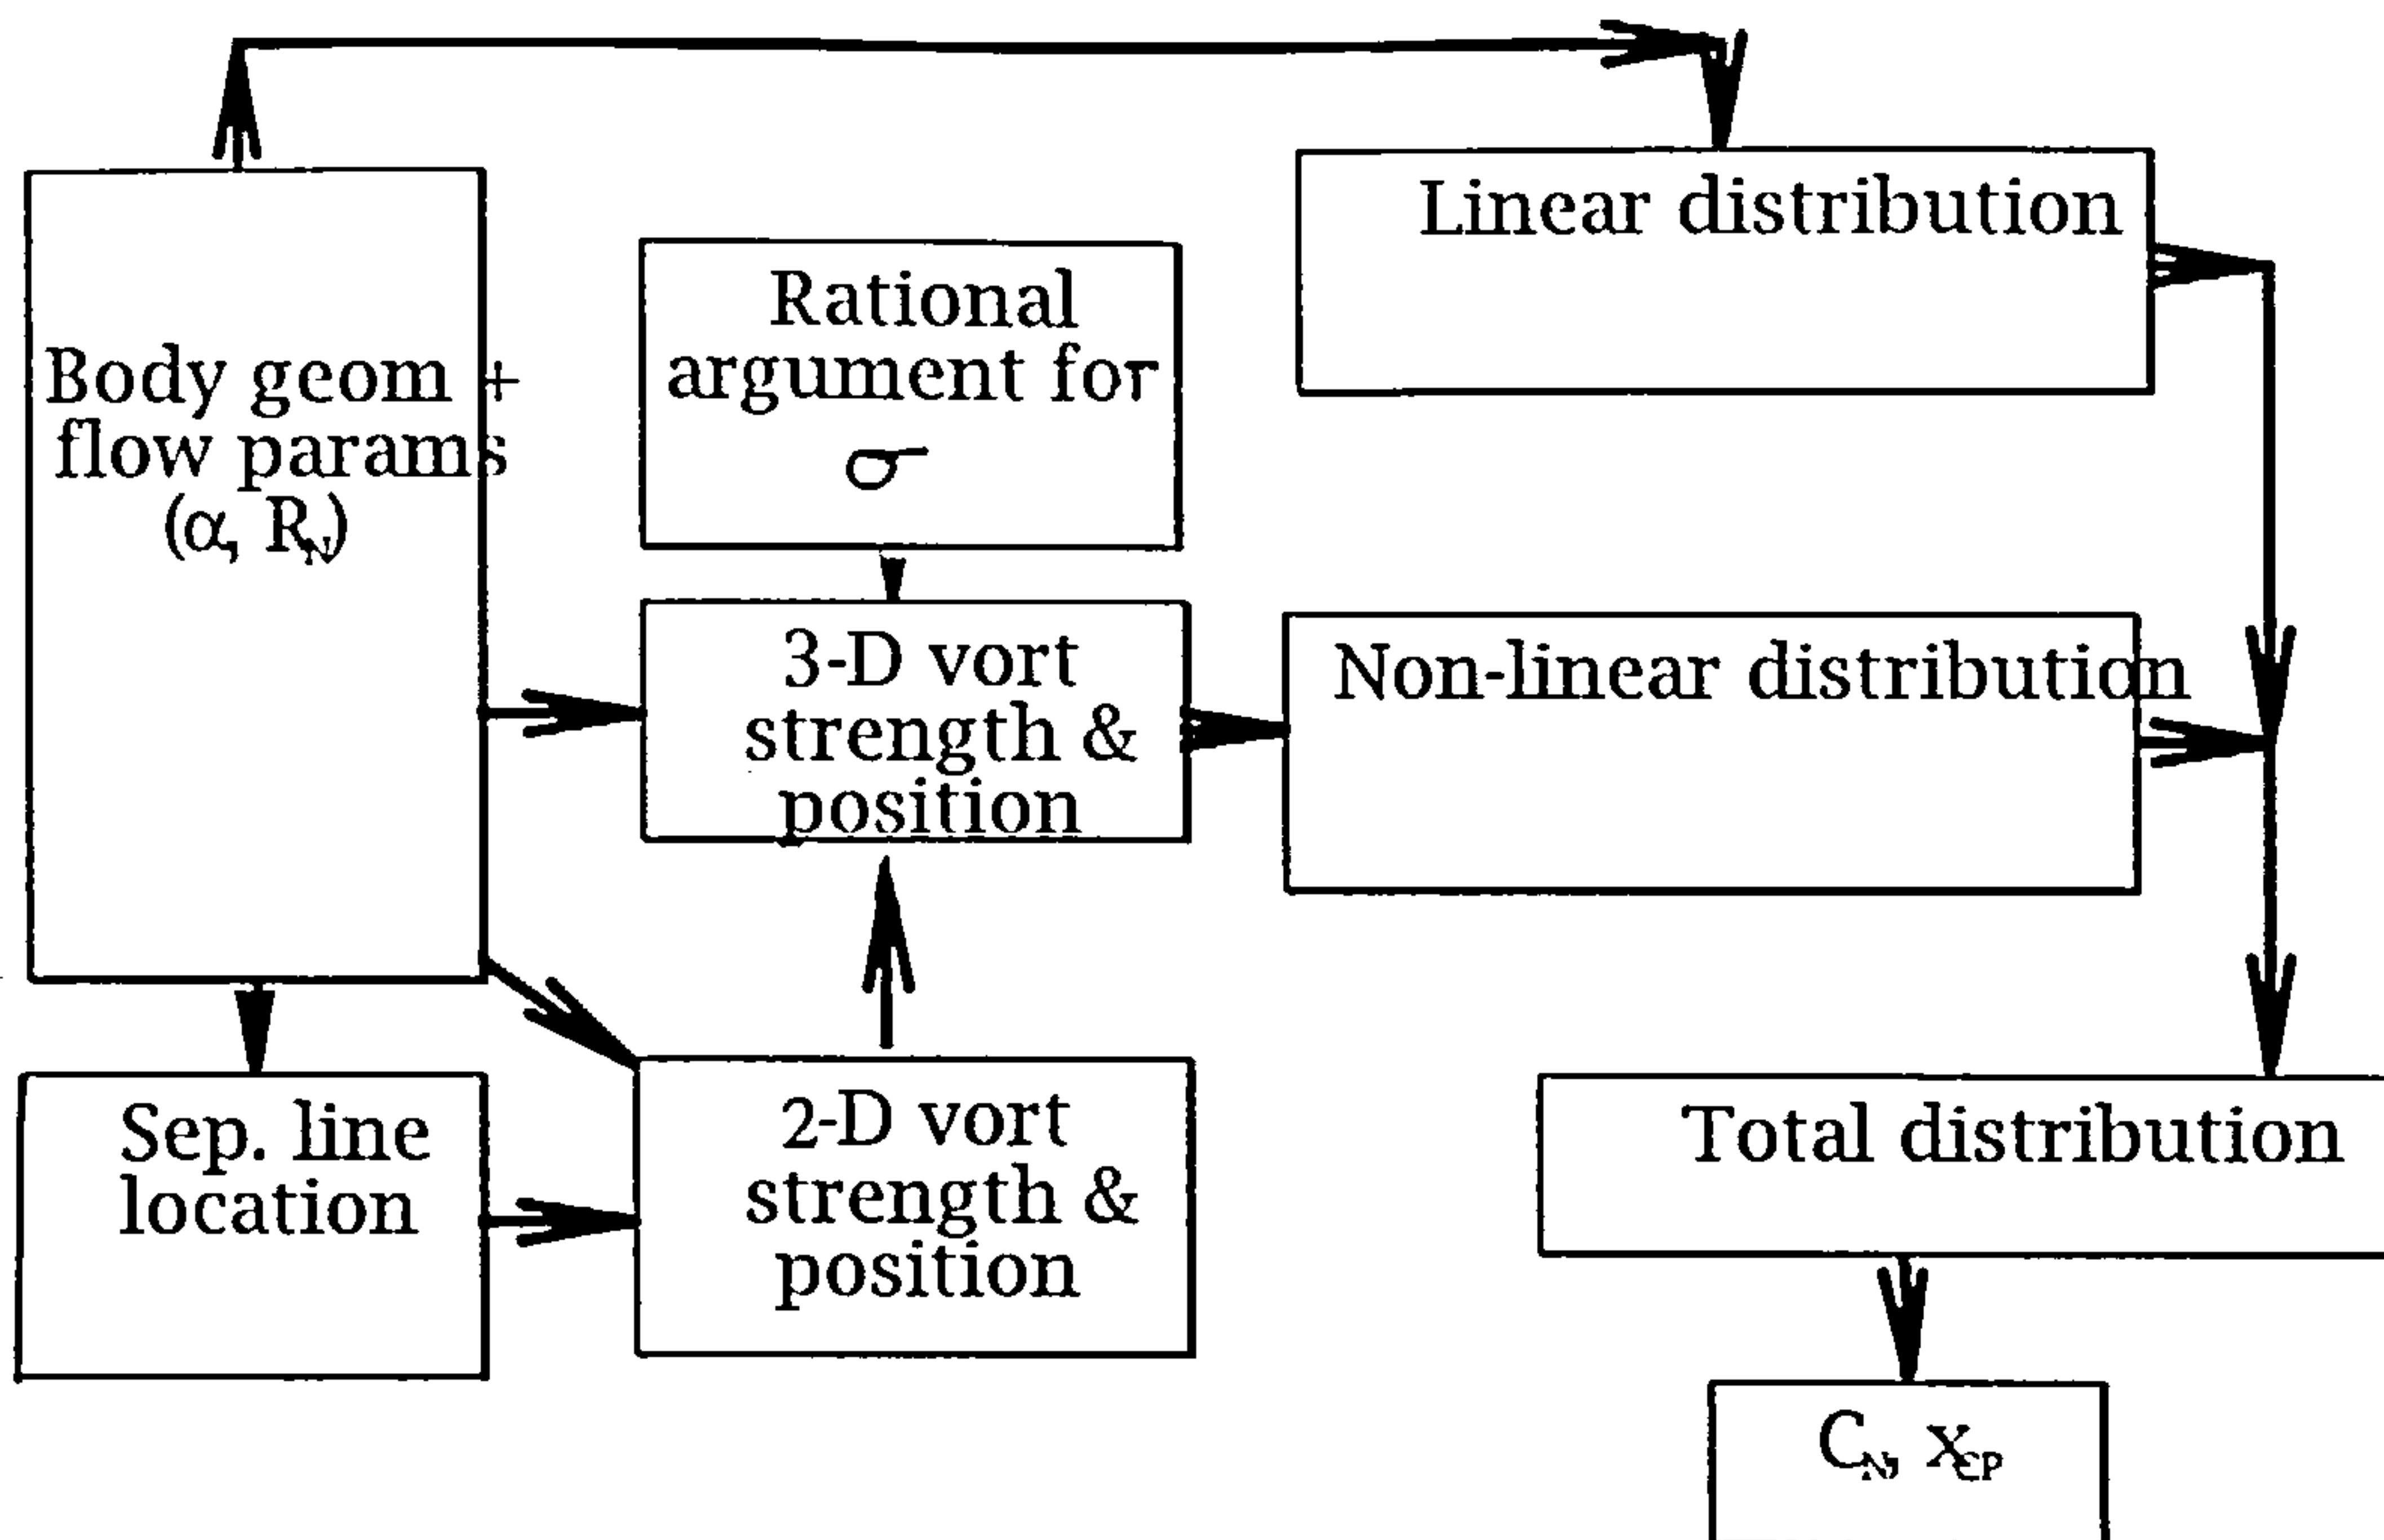 Linear distribution
Rational
argument for
σ
Body geom +
flow params
(α, R_N)
3-D vort
strength &
position
Non-linear distribution
Sep. line
location
2-D vort
strength &
position
Total distribution
C_N, x_CP